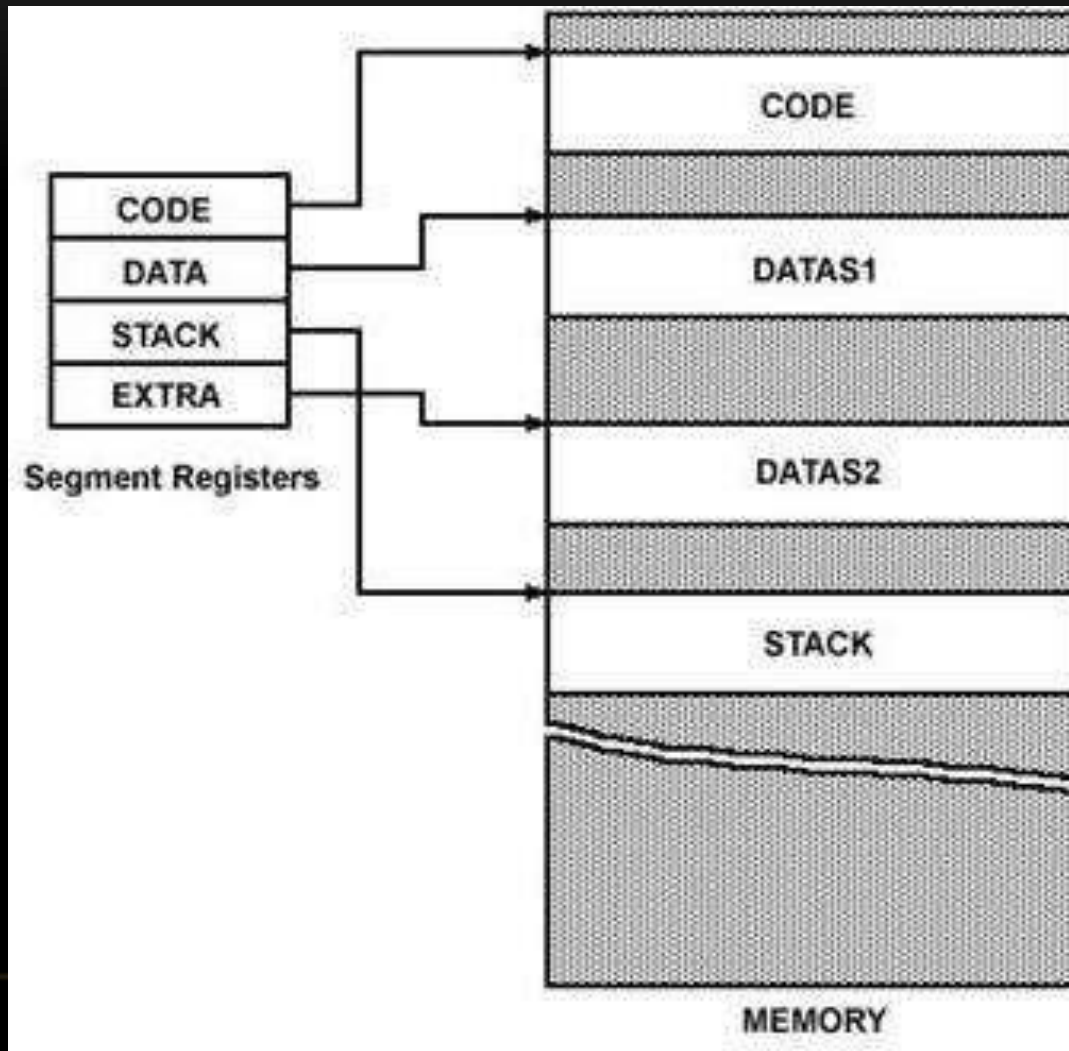 CODE
DATA
STACK
EXTRA
Segment Registers
CODE
DATAS1
DATAS2
STACK
MEMORY